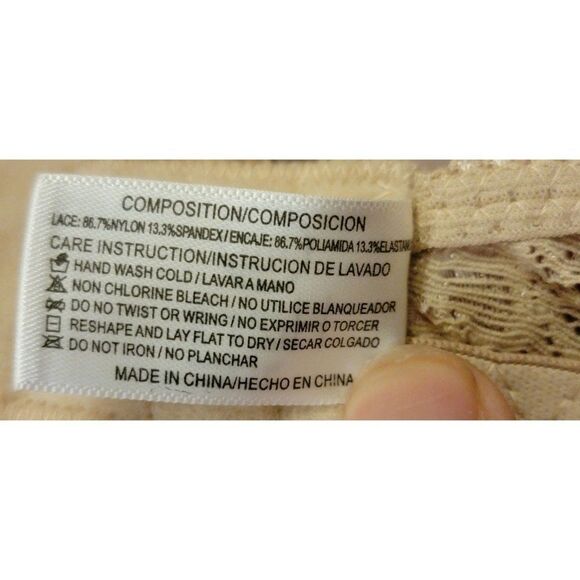 COMPOSITION/COMPOSICION
LACE: 86.7%NYLON 13.3%SPANDEX/ENCAJE: 86.7%POLIAMIDA 13.3%ELASTAN
CARE INSTRUCTION/INSTRUCION DE LAVADO
HAND WASH COLD / LAVAR A MANO
NON CHLORINE BLEACH / NO UTILICE BLANQUEADOR
DO NOT TWIST OR WRING / NO EXPRIMIR O TORCER
RESHAPE AND LAY FLAT TO DRY / SECAR COLGADO
DO NOT IRON / NO PLANCHAR
MADE IN CHINA/HECHO EN CHINA